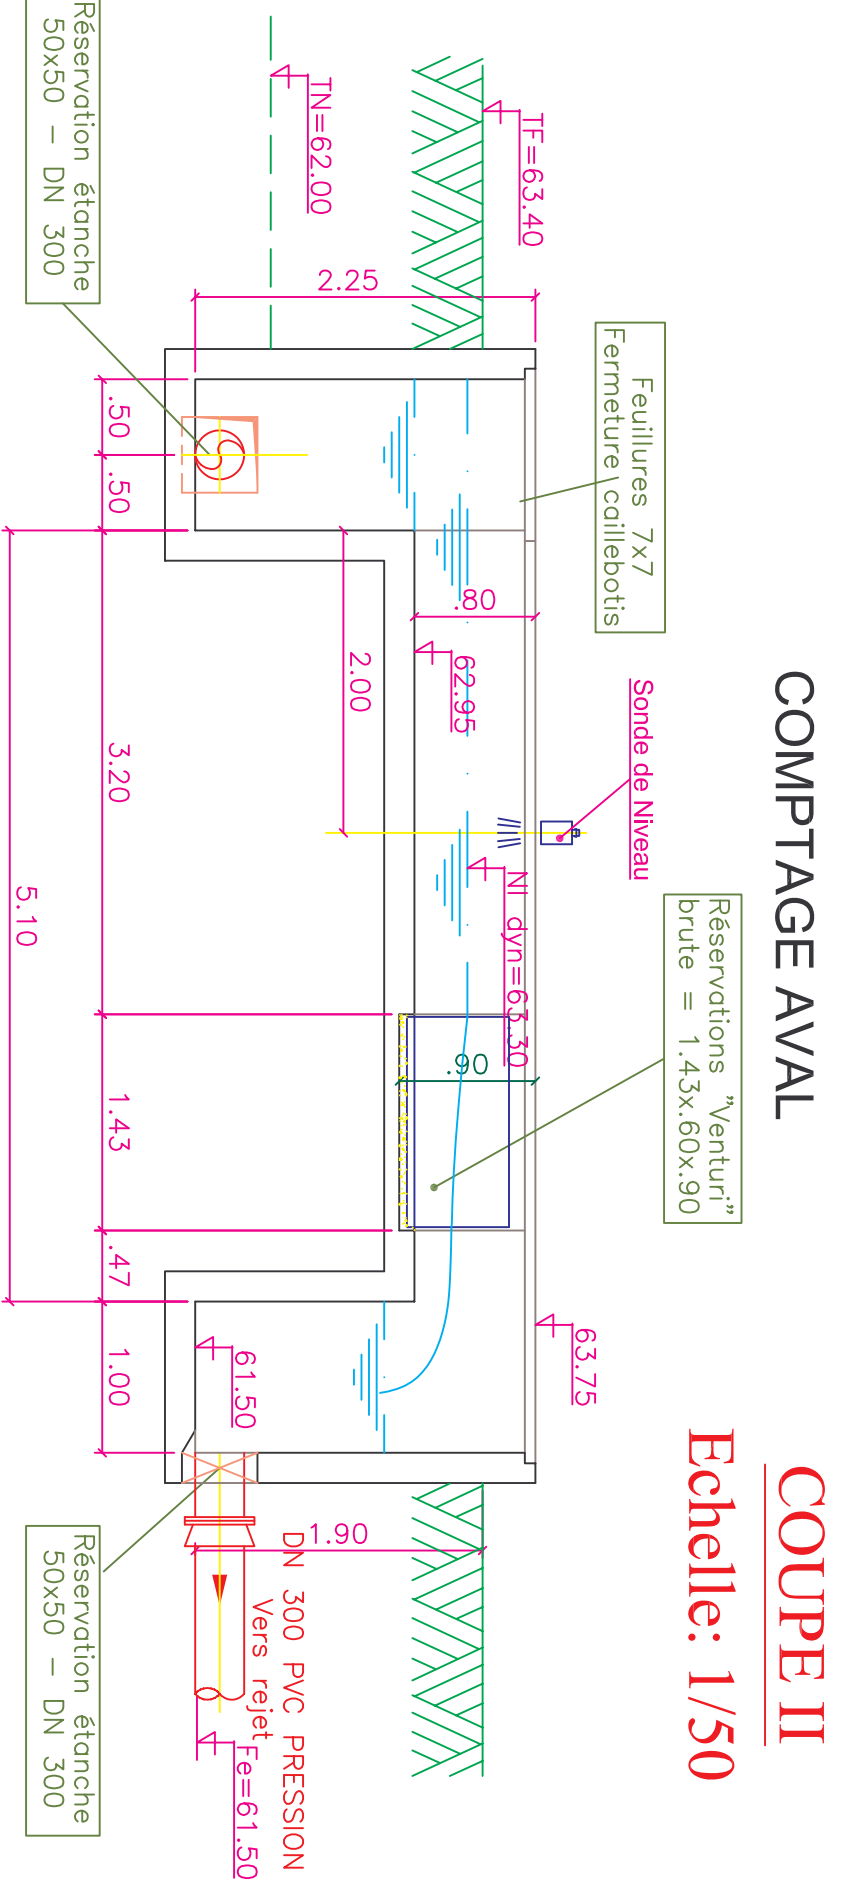 COUPE II
Echelle: 1/50
COMPTAGE AVAL
Réservations "Venturi"
brute = 1.43x.60x.90
Feuillures 7x7
Fermeture caillebotis
Sonde de Niveau
TF=63.40
TN=62.00
63.75
NI dyn=63.30
62.95
.80
.90
2.25
2.00
61.50
1.90
DN 300 PVC PRESSION
Vers rejet
Fe=61.50
.50
.50
3.20
1.43
.47
1.00
5.10
Réservation étanche
50x50 - DN 300
Réservation étanche
50x50 - DN 300